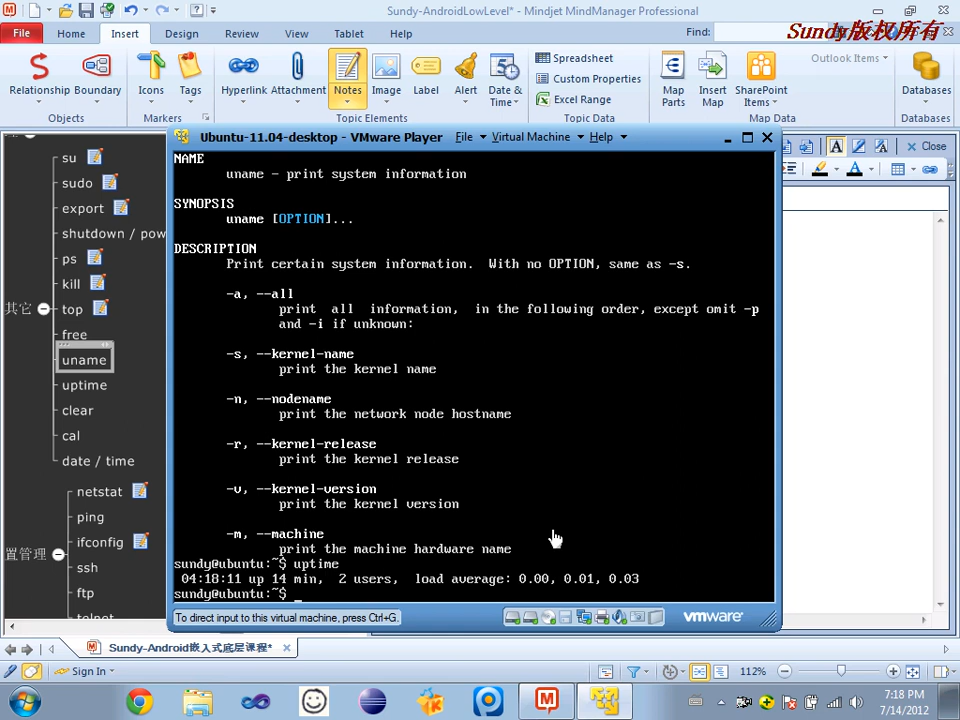 Sundy-AndroidLowLevel* - Mindjet MindManager Professional
File Home Insert Design Review View Tablet Help Find:
Sundy版权所有
Relationship Boundary Icons Tags Hyperlink Attachment Notes Image Label Alert Date & Time
Spreadsheet
Custom Properties
Excel Range
Map Parts Insert Map SharePoint Items
Outlook Items
Databases
Objects Markers Topic Elements Topic Data Map Data Databases
Close
Ubuntu-11.04-desktop - VMware Player File Virtual Machine Help
su
sudo
export
shutdown / pow
ps
kill
其它
top
free
uname
uptime
clear
cal
date / time
netstat
ping
ifconfig
置管理
ssh
ftp
telnet
NAME
uname - print system information
SYNOPSIS
uname [OPTION]...
DESCRIPTION
Print certain system information.  With no OPTION, same as -s.
-a, --all
print  all  information,  in the following order, except omit -p
and -i if unknown:
-s, --kernel-name
print the kernel name
-n, --nodename
print the network node hostname
-r, --kernel-release
print the kernel release
-v, --kernel-version
print the kernel version
-m, --machine
print the machine hardware name
sundy@ubuntu:~$ uptime
04:18:11 up 14 min,  2 users,  load average: 0.00, 0.01, 0.03
sundy@ubuntu:~$ _
To direct input to this virtual machine, press Ctrl+G.
vmware
Sundy-Android嵌入式底层课程*
Sign In
112%
7:18 PM
7/14/2012